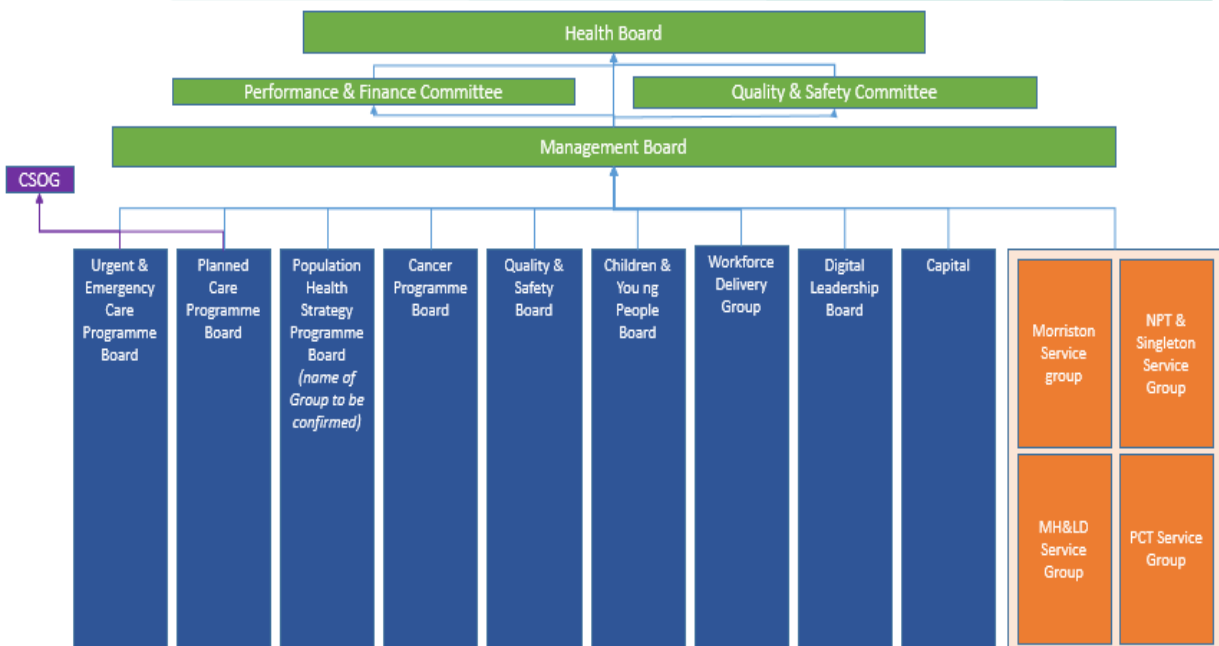 Health Board
Performance & Finance Committee
Quality & Safety Committee
Management Board
CSOG
Urgent &
Emergency
Care
Programme
Board
Planned
Care
Programme
Board
Population
Health
Strategy
Programme
Board
(name of
Group to be
confirmed)
Cancer
Programme
Board
Quality &
Safety
Board
Children &
You ng
People
Board
Workforce
Delivery
Group
Digital
Leadership
Board
Capital
Morriston
Service
group
NPT &
Singleton
Service
Group
MH&LD
Service
Group
PCT Service
Group